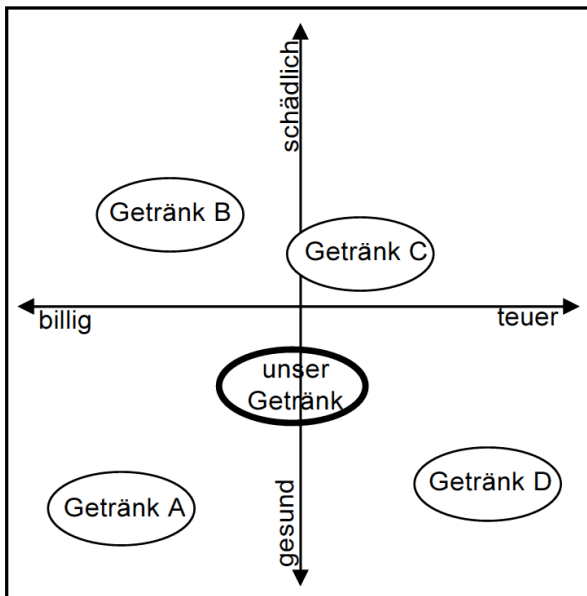 schädlich
Getränk B
Getränk C
billig
teuer
unser
Getränk
Getränk A
Getränk D
gesund